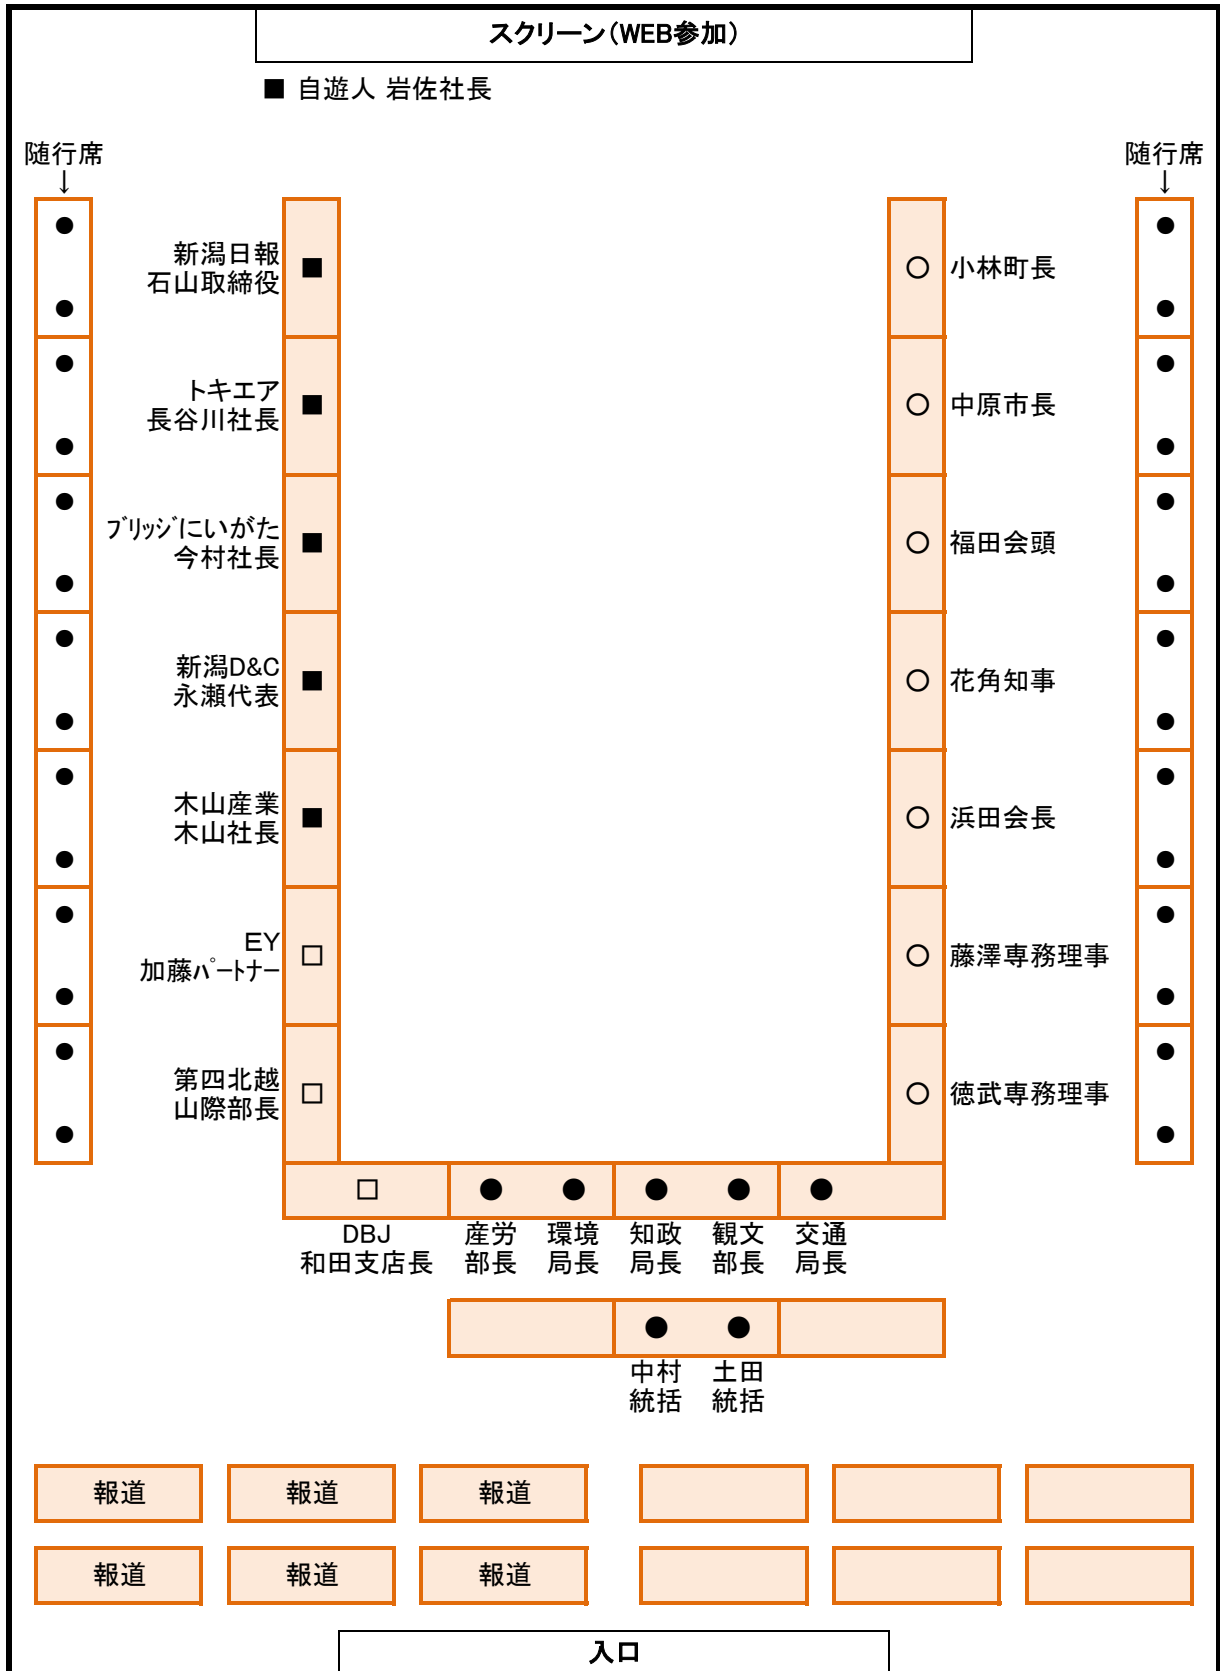 スクリーン（WEB参加）
■ 自遊人 岩佐社長
随行席
↓
随行席
↓
新潟日報
石山取締役
小林町長
トキエア
長谷川社長
中原市長
ﾌﾞﾘｯｼﾞにいがた
今村社長
福田会頭
新潟D&C
永瀬代表
花角知事
木山産業
木山社長
浜田会長
EY
加藤ﾊﾟｰﾄﾅｰ
藤澤専務理事
第四北越
山際部長
徳武専務理事
DBJ
和田支店長
産労
部長
環境
局長
知政
局長
観文
部長
交通
局長
中村
統括
土田
統括
報道 報道 報道
報道 報道 報道
入口